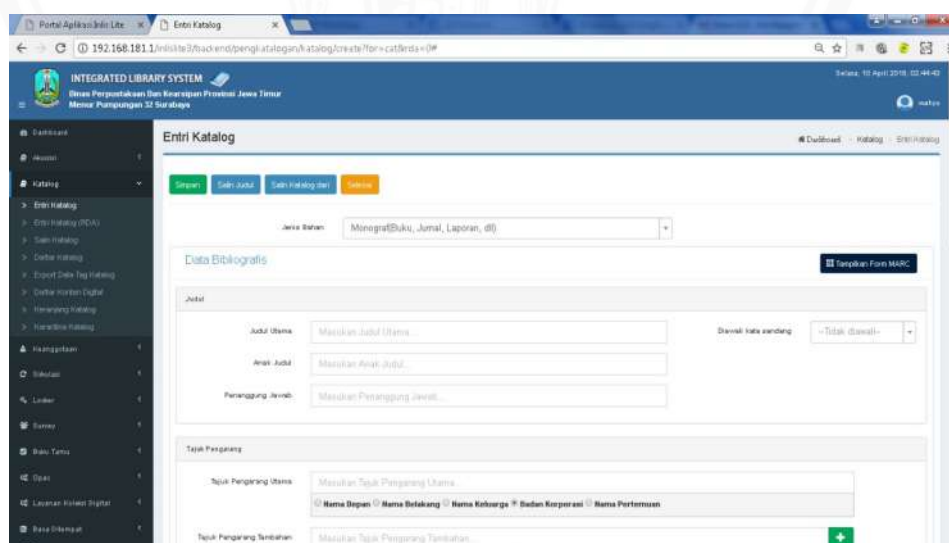 Portal Aplikasi Inlis Lite
Entri Katalog
192.168.181.1/inlislite3/backend/pengkatalogan/katalog/create?for=cat&rda=0#
INTEGRATED LIBRARY SYSTEM
Dinas Perpustakaan Dan Kearsipan Provinsi Jawa Timur
Menur Pumpungan 32 Surabaya
Selasa, 10 April 2018, 02:44:43
Dashboard
Akuisisi
Katalog
Entri Katalog
Entri Katalog (RDA)
Salin Katalog
Daftar Katalog
Export Data Tag Katalog
Daftar Konten Digital
Keranjang Katalog
Karantina Katalog
Keanggotaan
Sirkulasi
Locker
Survey
Buku Tamu
Opac
Layanan Koleksi Digital
Baca Ditempat
Entri Katalog
Dashboard Katalog Entri Katalog
Simpan Salin Judul Salin Katalog dari Selesai
Jenis Bahan Monograf(Buku, Jurnal, Laporan, dll)
Data Bibliografis
Tampilkan Form MARC
Judul
Judul Utama Masukan Judul Utama... Diawali kata sandang --Tidak diawali--
Anak Judul Masukan Anak Judul...
Penanggung Jawab Masukan Penanggung Jawab...
Tajuk Pengarang
Tajuk Pengarang Utama Masukan Tajuk Pengarang Utama...
Nama Depan Nama Belakang Nama Keluarga Badan Korporasi Nama Pertemuan
Tajuk Pengarang Tambahan Masukan Tajuk Pengarang Tambahan...